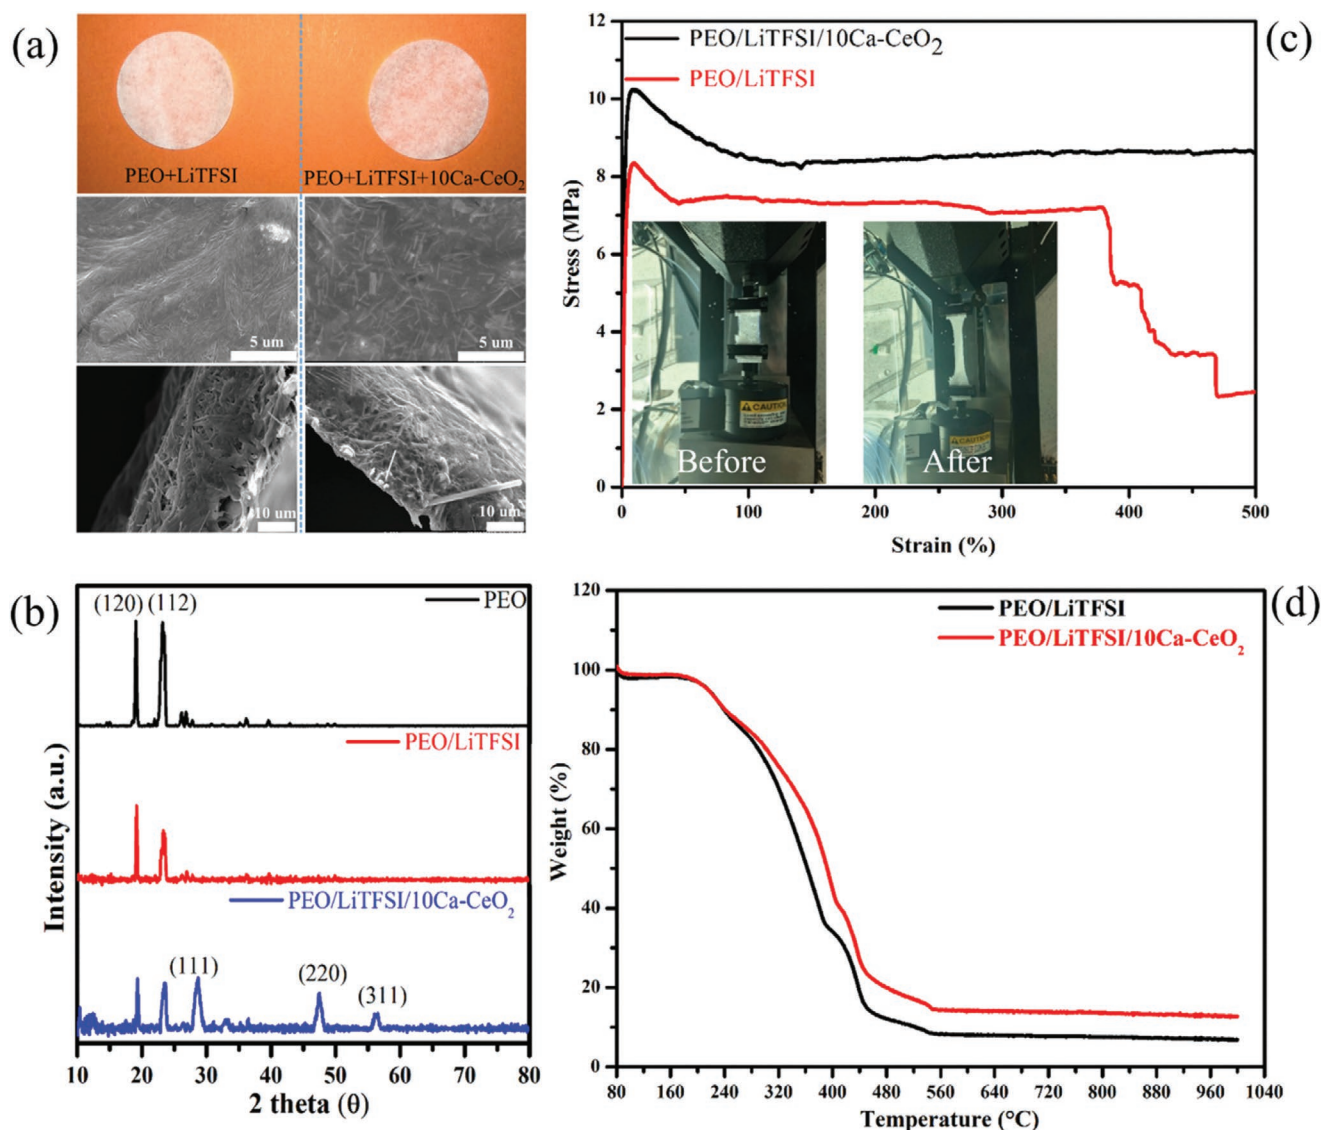 (a)
PEO+LiTFSI
PEO+LiTFSI+10Ca-CeO₂
5 um
5 um
10 um
10 um
(c)
PEO/LiTFSI/10Ca-CeO₂
PEO/LiTFSI
12
10
8
6
4
2
0
Stress (MPa)
CAUTION
CAUTION
Before
After
0 100 200 300 400 500
Strain (%)
(b)
(120) (112)
PEO
PEO/LiTFSI
PEO/LiTFSI/10Ca-CeO₂
(111)
(220)
(311)
Intensity (a.u.)
10 20 30 40 50 60 70 80
2 theta (θ)
(d)
PEO/LiTFSI
PEO/LiTFSI/10Ca-CeO₂
120
100
80
60
40
20
0
Weight (%)
80 160 240 320 400 480 560 640 720 800 880 960 1040
Temperature (°C)